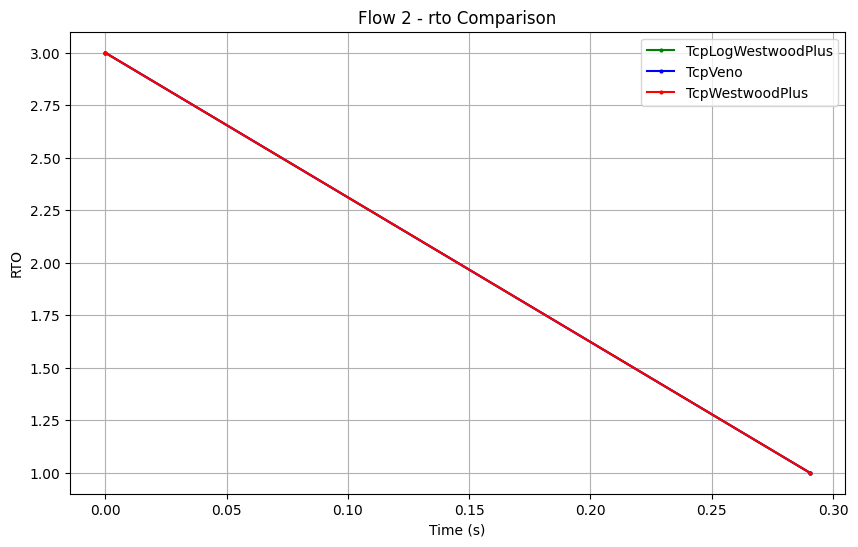 Flow 2 - rto Comparison
TcpLogWestwoodPlus
TcpVeno
TcpWestwoodPlus
RTO
3.00
2.75
2.50
2.25
2.00
1.75
1.50
1.25
1.00
0.00 0.05 0.10 0.15 0.20 0.25 0.30
Time (s)